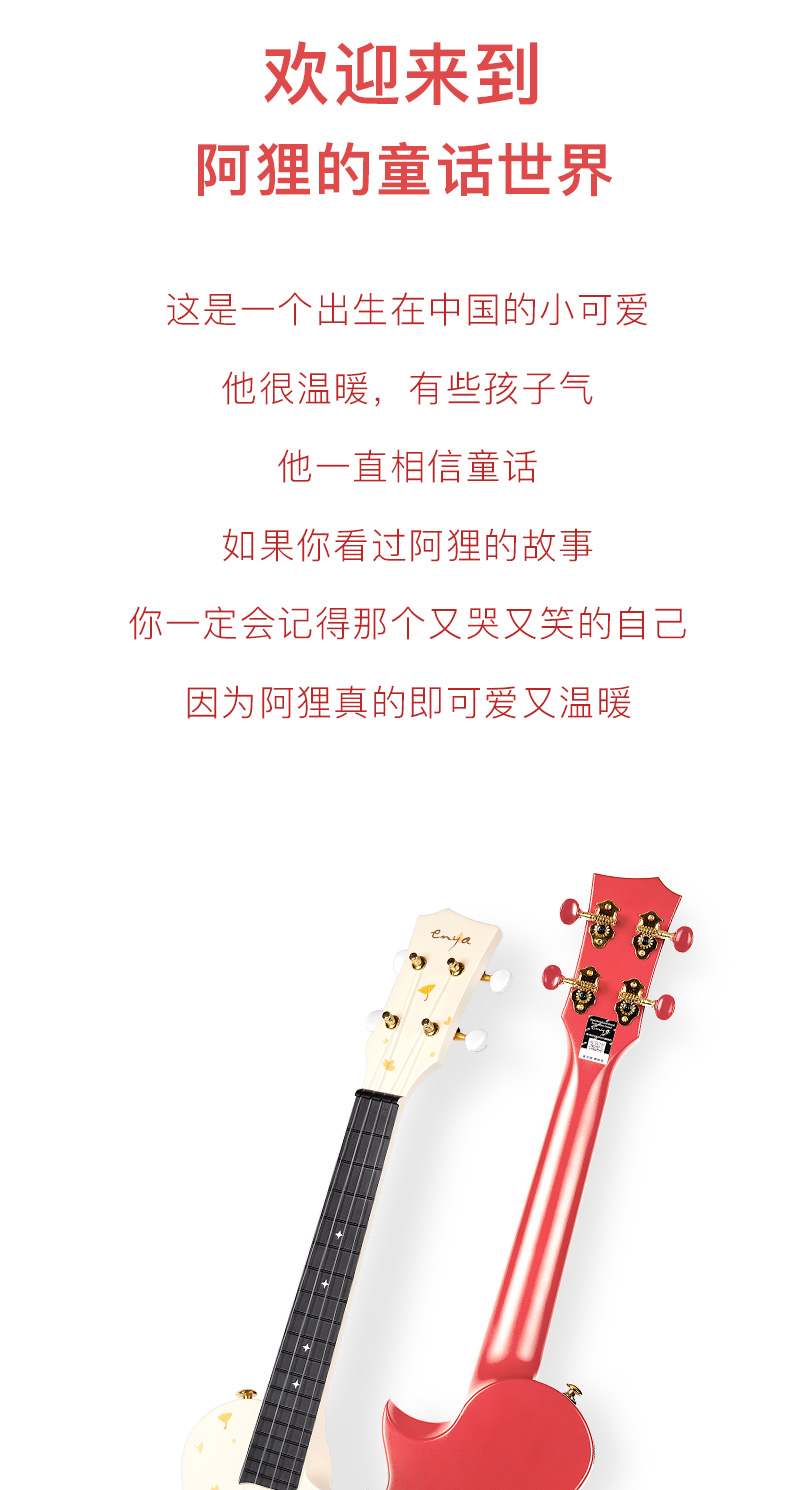 欢迎来到
阿狸的童话世界
这是一个出生在中国的小可爱
他很温暖，有些孩子气
他一直相信童话
如果你看过阿狸的故事
你一定会记得那个又哭又笑的自己
因为阿狸真的即可爱又温暖
enya